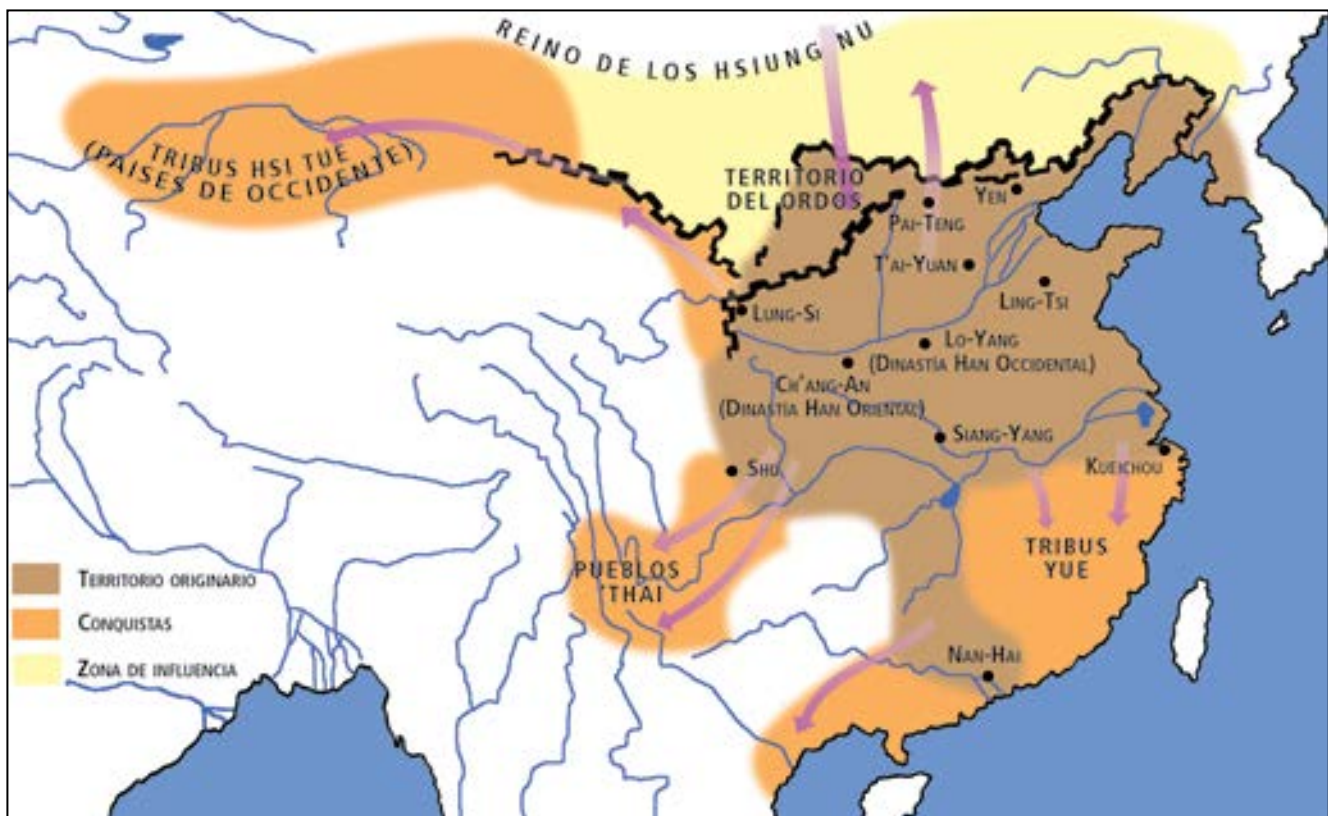 REINO DE LOS HSIUNG NU
TRIBUS HSI TUE
(PAISES DE OCCIDENTE)
TERRITORIO
DEL ORDOS
YEN
PAI-TENG
T'AI-YUAN
LING-TSI
LUNG-SI
LO-YANG
(DINASTÍA HAN OCCIDENTAL)
CH'ANG-AN
(DINASTÍA HAN ORIENTAL)
SIANG-YANG
SHU
KUEICHOU
TRIBUS
YUE
PUEBLOS
'THAI
NAN-HAI
TERRITORIO ORIGINARIO
CONQUISTAS
ZONA DE INFLUENCIA